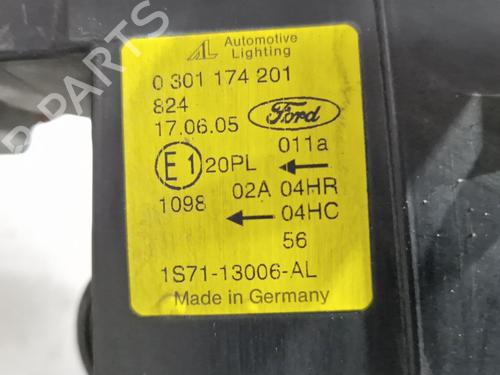 AL Automotive
Lighting
0 301 174 201
824
17.06.05 Ford
011a
E1 20PL
02A 04HR
1098 04HC
56
1S71-13006-AL
Made in Germany
B PARTS